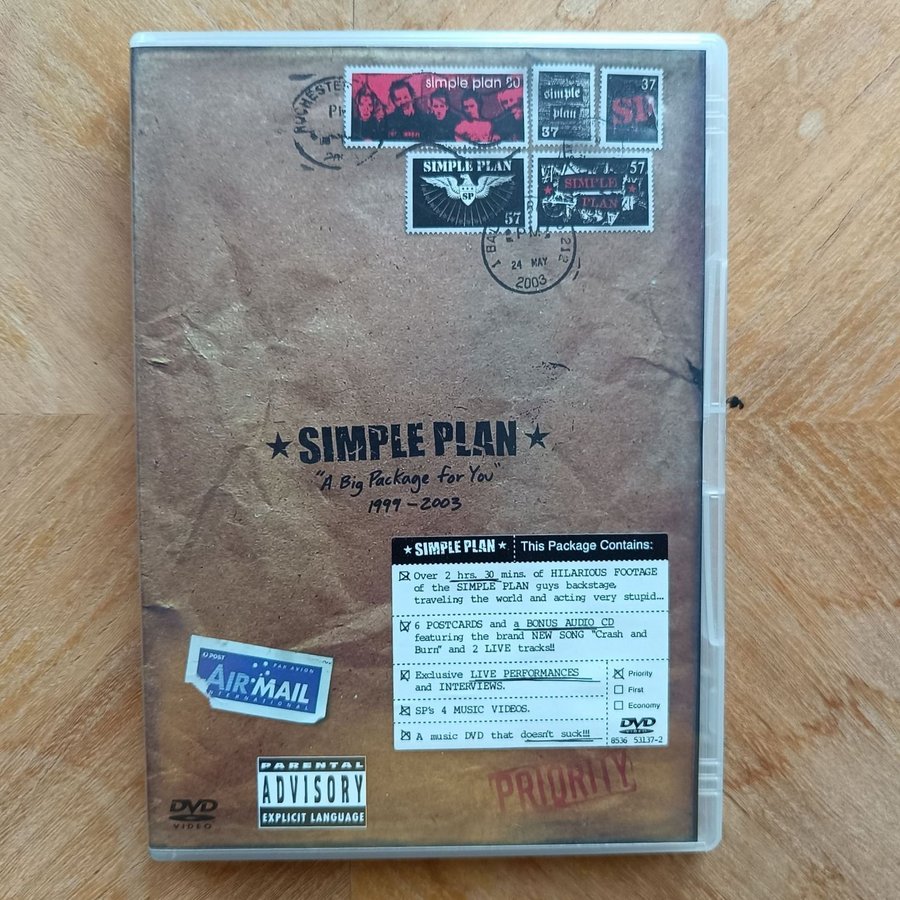 simple plan 80
simple
plan
37
37
SP
SIMPLE PLAN
SP
57
57
SIMPLE
PLAN
P.M.
24 MAY
2003
★ SIMPLE PLAN ★
"A Big Package for You"
1999-2003
★ SIMPLE PLAN ★ This Package Contains:
Over 2 hrs. 30 mins. of HILARIOUS FOOTAGE
of the SIMPLE PLAN guys backstage,
traveling the world and acting very stupid...
6 POSTCARDS and a BONUS AUDIO CD
featuring the brand NEW SONG "Crash and
Burn" and 2 LIVE tracks!!
Exclusive LIVE PERFORMANCES
and INTERVIEWS.
SP's 4 MUSIC VIDEOS.
A music DVD that doesn't suck!!!
Priority
First
Economy
DVD
VIDEO
8536 53137-2
POST PAR AVION
AIR MAIL
INTERNATIONAL
PRIORITY
PARENTAL
ADVISORY
EXPLICIT LANGUAGE
DVD
VIDEO